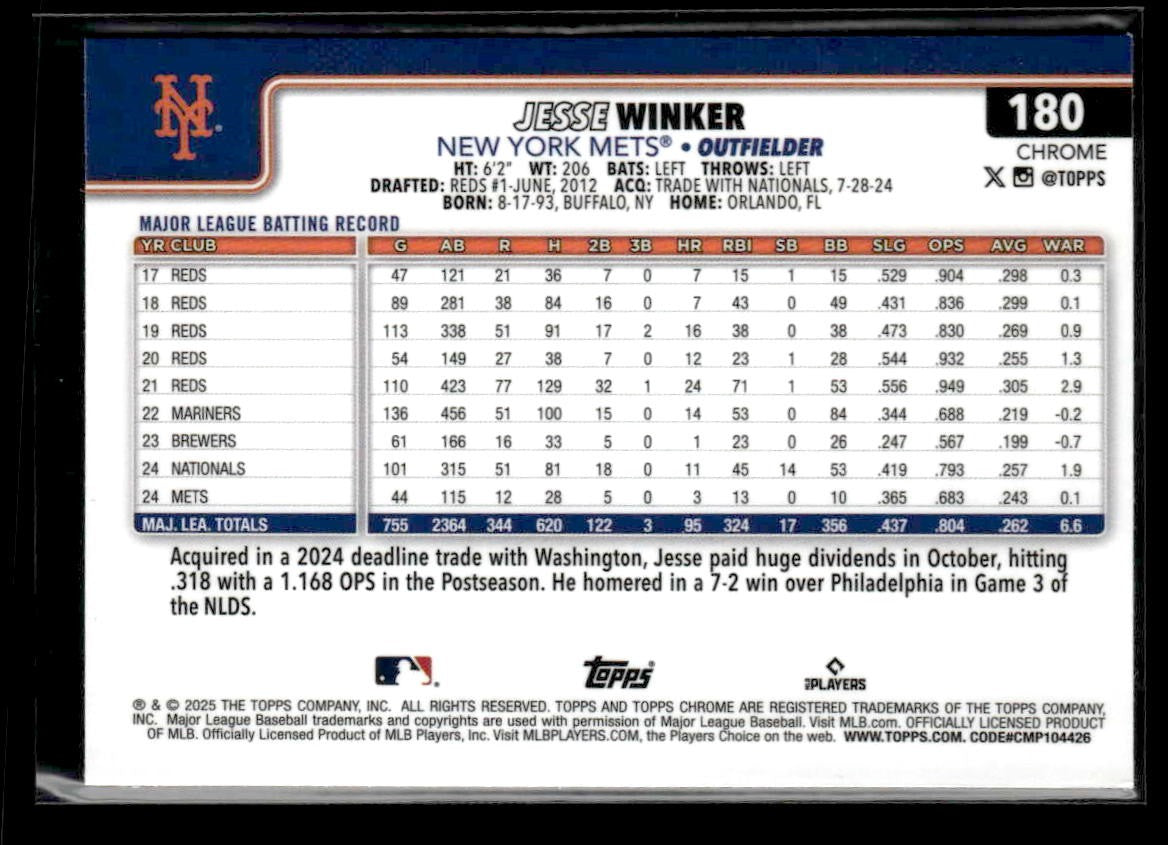 NY
JESSE WINKER
180
NEW YORK METS® • OUTFIELDER
CHROME
HT: 6'2" WT: 206 BATS: LEFT THROWS: LEFT
@TOPPS
DRAFTED: REDS #1-JUNE, 2012 ACQ: TRADE WITH NATIONALS, 7-28-24
BORN: 8-17-93, BUFFALO, NY HOME: ORLANDO, FL
MAJOR LEAGUE BATTING RECORD
YR CLUB G AB R H 2B 3B HR RBI SB BB SLG OPS AVG WAR
17 REDS 47 121 21 36 7 0 7 15 1 15 .529 .904 .298 0.3
18 REDS 89 281 38 84 16 0 7 43 0 49 .431 .836 .299 0.1
19 REDS 113 338 51 91 17 2 16 38 0 38 .473 .830 .269 0.9
20 REDS 54 149 27 38 7 0 12 23 1 28 .544 .932 .255 1.3
21 REDS 110 423 77 129 32 1 24 71 1 53 .556 .949 .305 2.9
22 MARINERS 136 456 51 100 15 0 14 53 0 84 .344 .688 .219 -0.2
23 BREWERS 61 166 16 33 5 0 1 23 0 26 .247 .567 .199 -0.7
24 NATIONALS 101 315 51 81 18 0 11 45 14 53 .419 .793 .257 1.9
24 METS 44 115 12 28 5 0 3 13 0 10 .365 .683 .243 0.1
MAJ. LEA. TOTALS 755 2364 344 620 122 3 95 324 17 356 .437 .804 .262 6.6
Acquired in a 2024 deadline trade with Washington, Jesse paid huge dividends in October, hitting
.318 with a 1.168 OPS in the Postseason. He homered in a 7-2 win over Philadelphia in Game 3 of
the NLDS.
Topps®
MLB PLAYERS
® & © 2025 THE TOPPS COMPANY, INC. ALL RIGHTS RESERVED. TOPPS AND TOPPS CHROME ARE REGISTERED TRADEMARKS OF THE TOPPS COMPANY,
INC. Major League Baseball trademarks and copyrights are used with permission of Major League Baseball. Visit MLB.com. OFFICIALLY LICENSED PRODUCT
OF MLB. Officially Licensed Product of MLB Players, Inc. Visit MLBPLAYERS.COM, the Players Choice on the web. WWW.TOPPS.COM. CODE#CMP104426